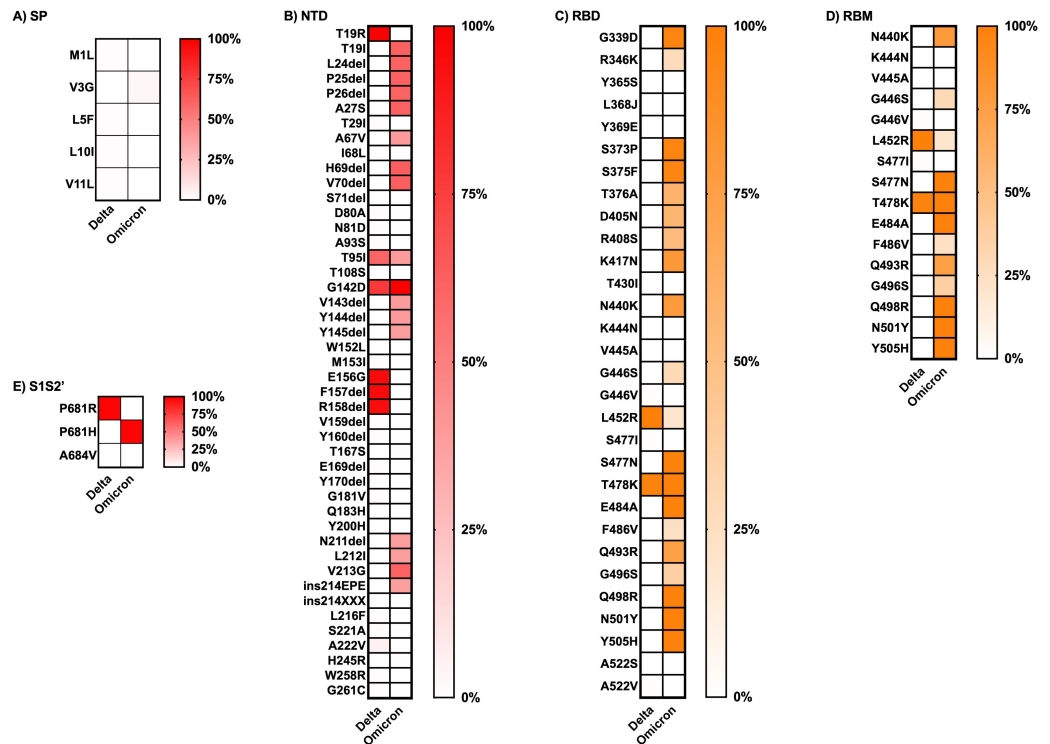 A) SP
M1L
V3G
L5F
L10I
V11L
Delta
Omicron
100%
75%
50%
25%
0%
B) NTD
T19R
T19I
L24del
P25del
P26del
A27S
T29I
A67V
I68L
H69del
V70del
S71del
D80A
N81D
A93S
T95I
T108S
G142D
V143del
Y144del
Y145del
W152L
M153I
E156G
F157del
R158del
V159del
Y160del
T167S
E169del
Y170del
G181V
Q183H
Y200H
N211del
L212I
V213G
ins214EPE
ins214XXX
L216F
S221A
A222V
H245R
W258R
G261C
Delta
Omicron
100%
75%
50%
25%
0%
C) RBD
G339D
R346K
Y365S
L368J
Y369E
S373P
S375F
T376A
D405N
R408S
K417N
T430I
N440K
K444N
V445A
G446S
G446V
L452R
S477I
S477N
T478K
E484A
F486V
Q493R
G496S
Q498R
N501Y
Y505H
A522S
A522V
Delta
Omicron
100%
75%
50%
25%
0%
D) RBM
N440K
K444N
V445A
G446S
G446V
L452R
S477I
S477N
T478K
E484A
F486V
Q493R
G496S
Q498R
N501Y
Y505H
Delta
Omicron
100%
75%
50%
25%
0%
E) S1S2’
P681R
P681H
A684V
Delta
Omicron
100%
75%
50%
25%
0%